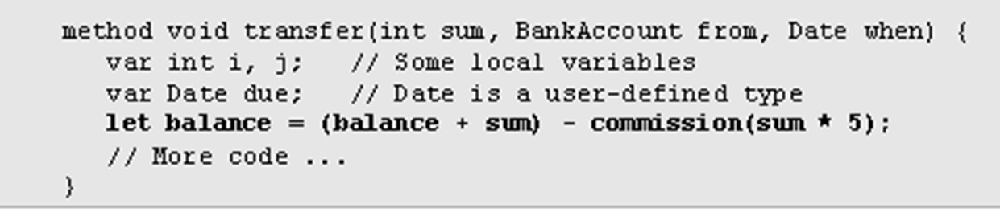 method void transfer(int sum, BankAccount from, Date when) {
   var int i, j;   // Some local variables
   var Date due;   // Date is a user-defined type
   let balance = (balance + sum) - commission(sum * 5);
   // More code ...
}